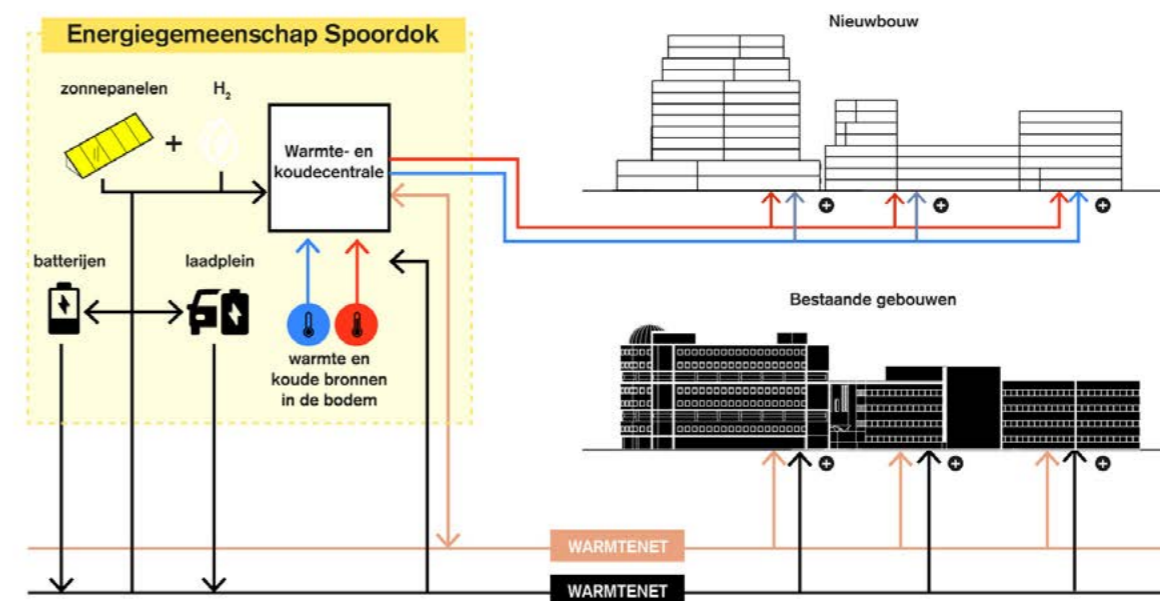 Energiegemeenschap Spoordok
zonnepanelen
H₂
+
Warmte- en
koudecentrale
batterijen
laadplein
warmte en
koude bronnen
in de bodem
Nieuwbouw
+
+
+
Bestaande gebouwen
+
+
+
WARMTENET
WARMTENET